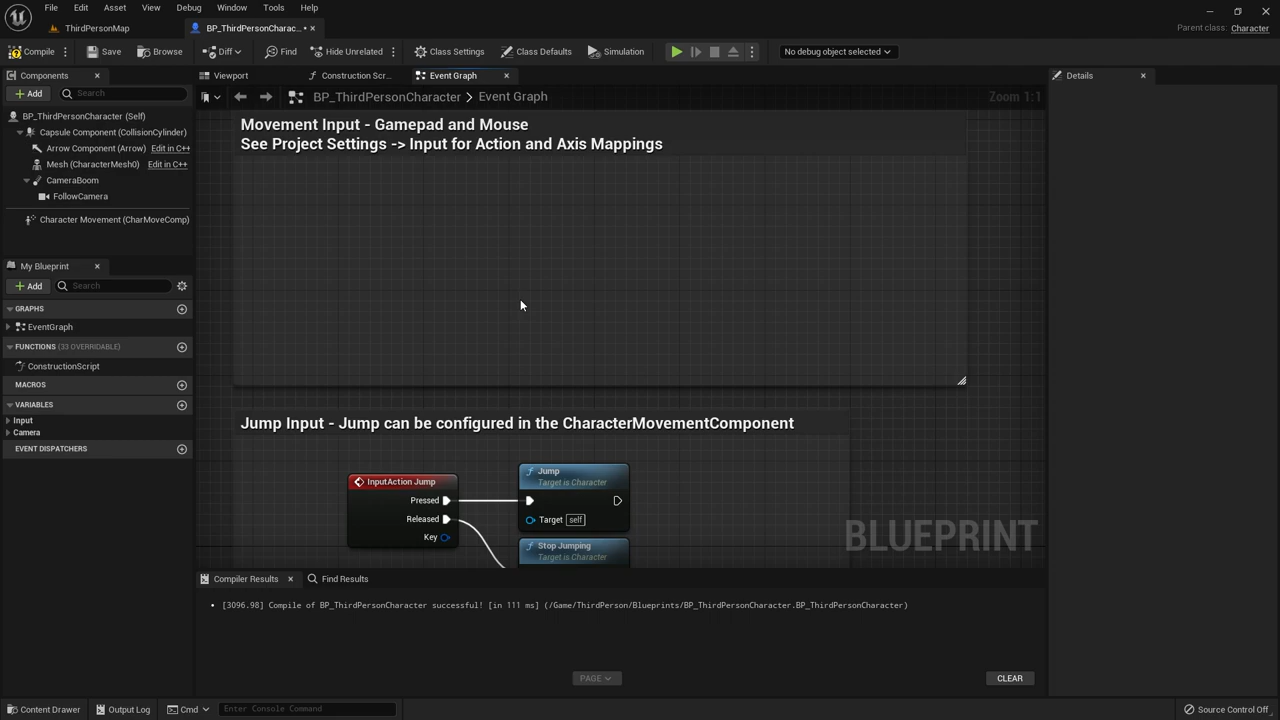 File
Edit
Asset
View
Debug
Window
Tools
Help
ThirdPersonMap
BP_ThirdPersonCharac...
Parent class: Character
Compile
Save
Browse
Diff
Find
Hide Unrelated
Class Settings
Class Defaults
Simulation
No debug object selected
Components
Viewport
Construction Scr...
Event Graph
Details
Add
Search
BP_ThirdPersonCharacter > Event Graph
Zoom 1:1
BP_ThirdPersonCharacter (Self)
Capsule Component (CollisionCylinder)
Arrow Component (Arrow)
Edit in C++
Mesh (CharacterMesh0)
Edit in C++
CameraBoom
FollowCamera
Character Movement (CharMoveComp)
Movement Input - Gamepad and Mouse
See Project Settings -> Input for Action and Axis Mappings
My Blueprint
Add
Search
GRAPHS
EventGraph
FUNCTIONS (33 OVERRIDABLE)
ConstructionScript
MACROS
VARIABLES
Input
Camera
EVENT DISPATCHERS
Jump Input - Jump can be configured in the CharacterMovementComponent
InputAction Jump
Pressed
Released
Key
Jump
Target is Character
Target
self
Stop Jumping
Target is Character
BLUEPRINT
Compiler Results
Find Results
[3096.98] Compile of BP_ThirdPersonCharacter successful! [in 111 ms] (/Game/ThirdPerson/Blueprints/BP_ThirdPersonCharacter.BP_ThirdPersonCharacter)
PAGE
CLEAR
Content Drawer
Output Log
Cmd
Enter Console Command
Source Control Off